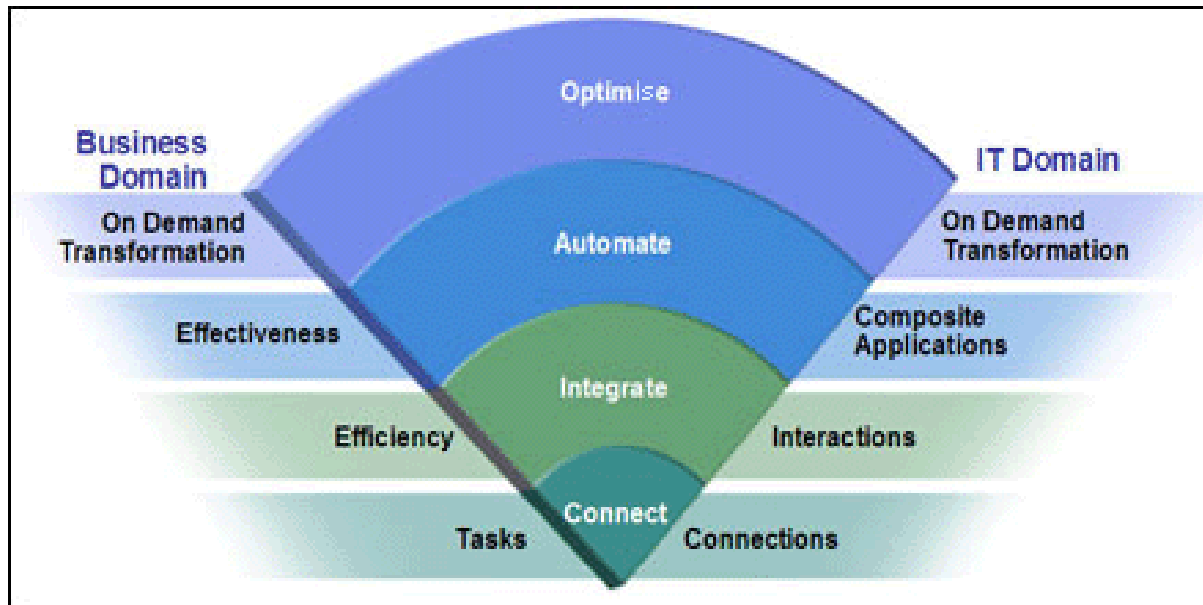 Optimise
Business
Domain
IT Domain
On Demand
Transformation
On Demand
Transformation
Automate
Effectiveness
Composite
Applications
Integrate
Efficiency
Interactions
Connect
Tasks
Connections